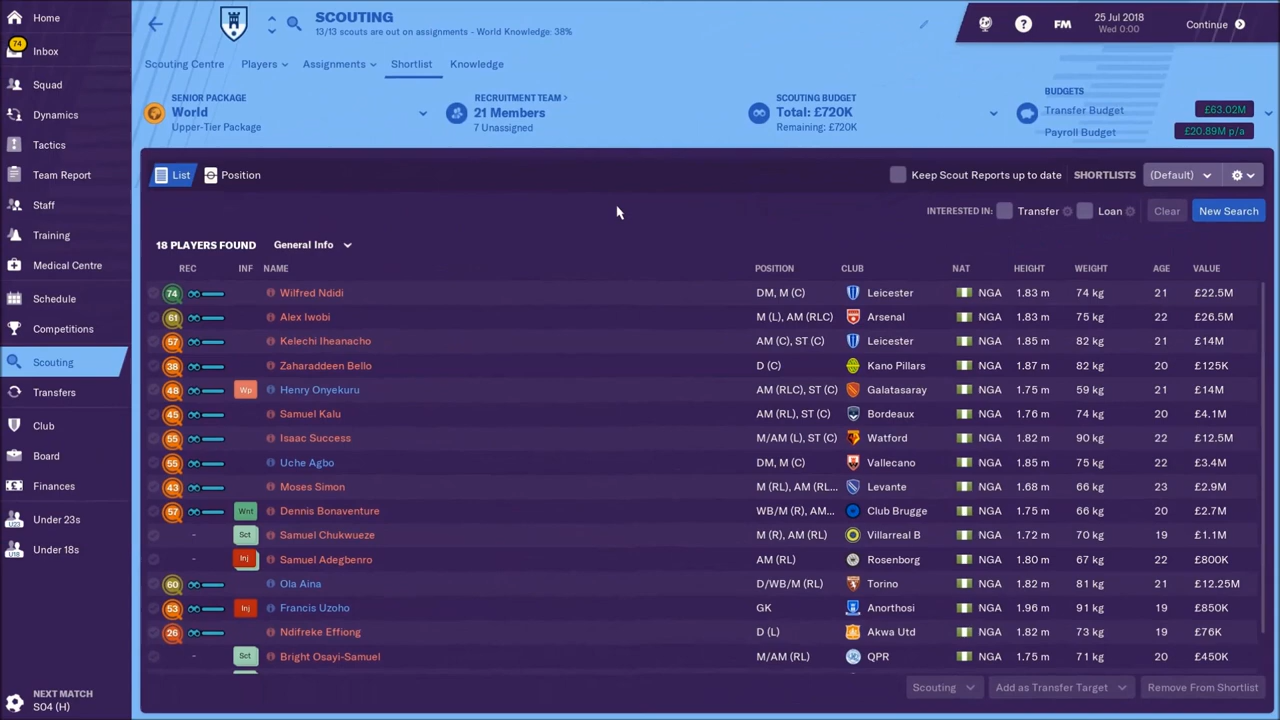 Home
74
Inbox
Squad
Dynamics
Tactics
Team Report
Staff
Training
Medical Centre
Schedule
Competitions
Scouting
Transfers
Club
Board
Finances
U23
Under 23s
U18
Under 18s
NEXT MATCH
S04 (H)
SCOUTING
13/13 scouts are out on assignments - World Knowledge: 38%
? FM 25 Jul 2018
Wed 0:00
Continue
Scouting Centre Players Assignments Shortlist Knowledge
SENIOR PACKAGE
World
Upper-Tier Package
RECRUITMENT TEAM >
21 Members
7 Unassigned
SCOUTING BUDGET
Total: £720K
Remaining: £720K
BUDGETS
Transfer Budget £63.02M
Payroll Budget £20.89M p/a
List Position Keep Scout Reports up to date SHORTLISTS (Default)
INTERESTED IN: Transfer Loan Clear New Search
18 PLAYERS FOUND General Info
REC INF NAME POSITION CLUB NAT HEIGHT WEIGHT AGE VALUE
74 Wilfred Ndidi DM, M (C) Leicester NGA 1.83 m 74 kg 21 £22.5M
61 Alex Iwobi M (L), AM (RLC) Arsenal NGA 1.83 m 75 kg 22 £26.5M
57 Kelechi Iheanacho AM (C), ST (C) Leicester NGA 1.85 m 82 kg 21 £14M
38 Zaharaddeen Bello D (C) Kano Pillars NGA 1.87 m 82 kg 20 £125K
48 Wp Henry Onyekuru AM (RLC), ST (C) Galatasaray NGA 1.75 m 59 kg 21 £14M
45 Samuel Kalu AM (RL), ST (C) Bordeaux NGA 1.76 m 74 kg 20 £4.1M
55 Isaac Success M/AM (L), ST (C) Watford NGA 1.82 m 90 kg 22 £12.5M
55 Uche Agbo DM, M (C) Vallecano NGA 1.85 m 75 kg 22 £3.4M
43 Moses Simon M (RL), AM (RL... Levante NGA 1.68 m 66 kg 23 £2.9M
57 Wnt Dennis Bonaventure WB/M (R), AM... Club Brugge NGA 1.75 m 66 kg 20 £2.7M
- Sct Samuel Chukwueze M (R), AM (RL) Villarreal B NGA 1.72 m 70 kg 19 £1.1M
- Inj Samuel Adegbenro AM (RL) Rosenborg NGA 1.80 m 67 kg 22 £800K
60 Ola Aina D/WB/M (RL) Torino NGA 1.82 m 81 kg 21 £12.25M
53 Inj Francis Uzoho GK Anorthosi NGA 1.96 m 91 kg 19 £850K
26 Ndifreke Effiong D (L) Akwa Utd NGA 1.82 m 73 kg 19 £76K
- Sct Bright Osayi-Samuel M/AM (RL) QPR NGA 1.75 m 71 kg 20 £450K
Scouting Add as Transfer Target Remove From Shortlist